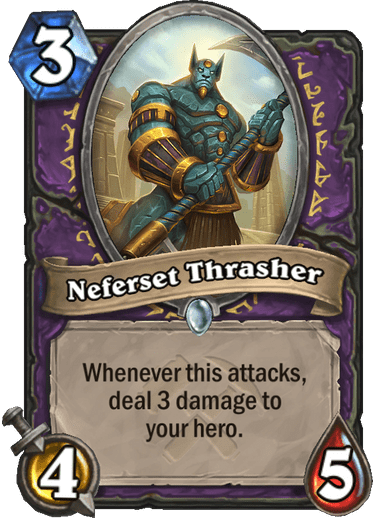 3
Neferset Thrasher
Whenever this attacks,
deal 3 damage to
your hero.
4
5